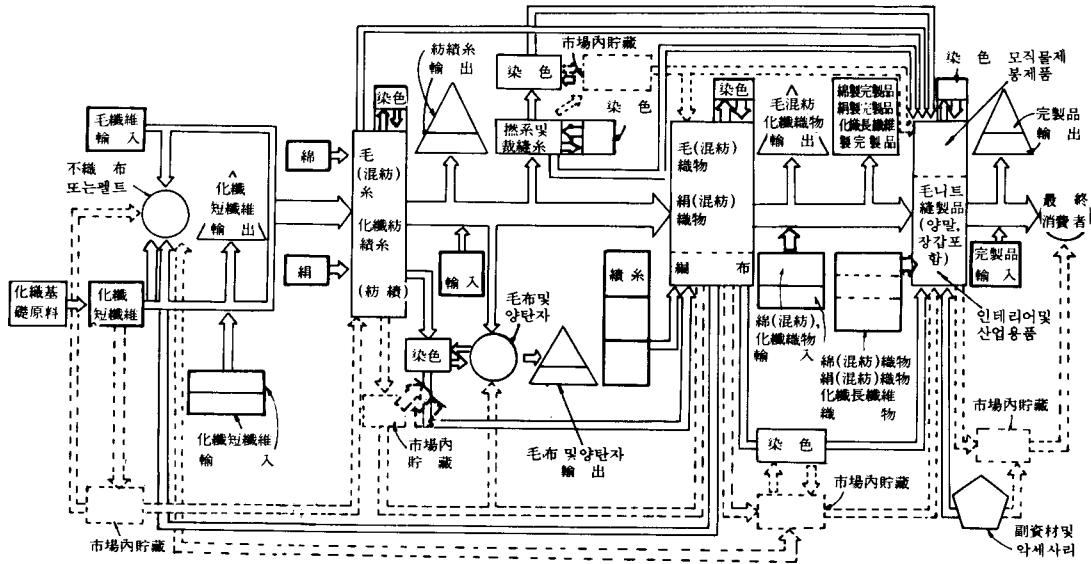 毛纖維
輸入
不織布
또는펠트
化纖
短纖維
輸出
化纖基
礎原料
化纖
短纖維
化纖短纖維
輸入
市場內貯藏
綿
絹
毛
(混紡)
糸
化纖紡
績糸
(紡績)
染色
紡績糸
輸出
染色
市場內貯藏
撚糸및
裁縫糸
染色
輸入
染色
毛布및
양탄자
市場內
貯藏
毛布및양탄자
輸出
績糸
染色
毛(混紡)
織物
絹(混紡)
織物
編布
毛混紡
化纖織物
輸出
綿製完製品
絹製完製品
化纖長纖維
製完製品
綿(混紡),
化纖織物
輸入
綿(混紡)織物
絹(混紡)織物
化纖長纖維
織物
染色
市場內貯藏
染色
모직물제
봉제품
完製品
輸出
毛니트
縫製品
(양말,
장갑포
함)
最終
消費者
完製品
輸入
인테리어및
산업용품
市場內貯藏
副資材및
악세사리